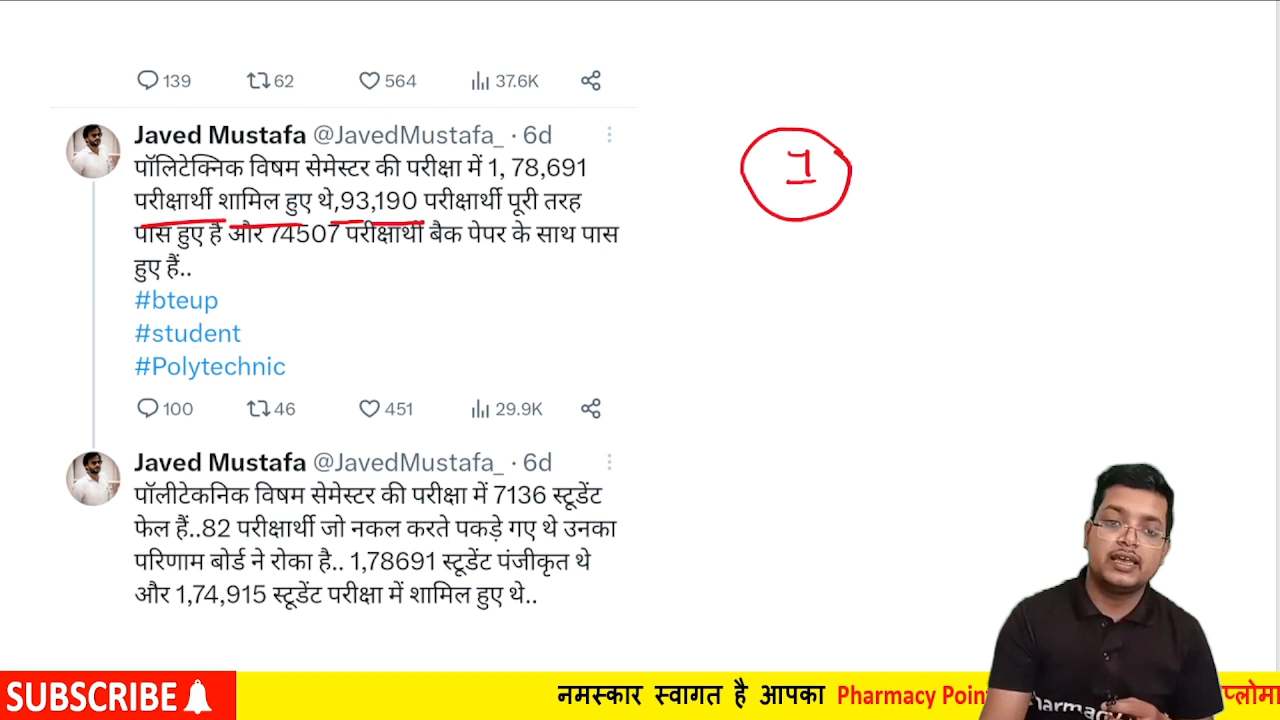 139 62 564 37.6K
Javed Mustafa @JavedMustafa_ · 6d
पॉलिटेक्निक विषम सेमेस्टर की परीक्षा में 1, 78,691
परीक्षार्थी शामिल हुए थे,93,190 परीक्षार्थी पूरी तरह
पास हुए है और 74507 परीक्षार्थी बैक पेपर के साथ पास
हुए हैं..
#bteup
#student
#Polytechnic
100 46 451 29.9K
Javed Mustafa @JavedMustafa_ · 6d
पॉलीटेकनिक विषम सेमेस्टर की परीक्षा में 7136 स्टूडेंट
फेल हैं..82 परीक्षार्थी जो नकल करते पकड़े गए थे उनका
परिणाम बोर्ड ने रोका है.. 1,78691 स्टूडेंट पंजीकृत थे
और 1,74,915 स्टूडेंट परीक्षा में शामिल हुए थे..
SUBSCRIBE
नमस्कार स्वागत है आपका Pharmacy Poin